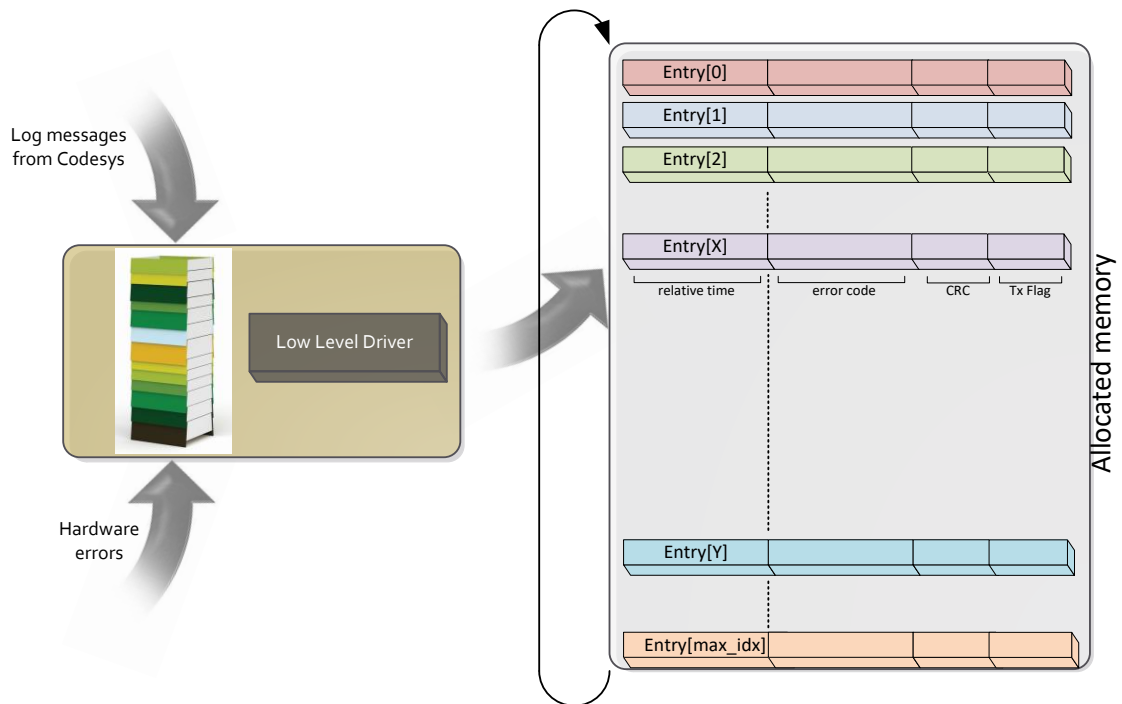 Log messages
from Codesys
Low Level Driver
Hardware
errors
Entry[0]
Entry[1]
Entry[2]
Entry[X]
relative time error code CRC Tx Flag
Entry[Y]
Entry[max_idx]
Allocated memory